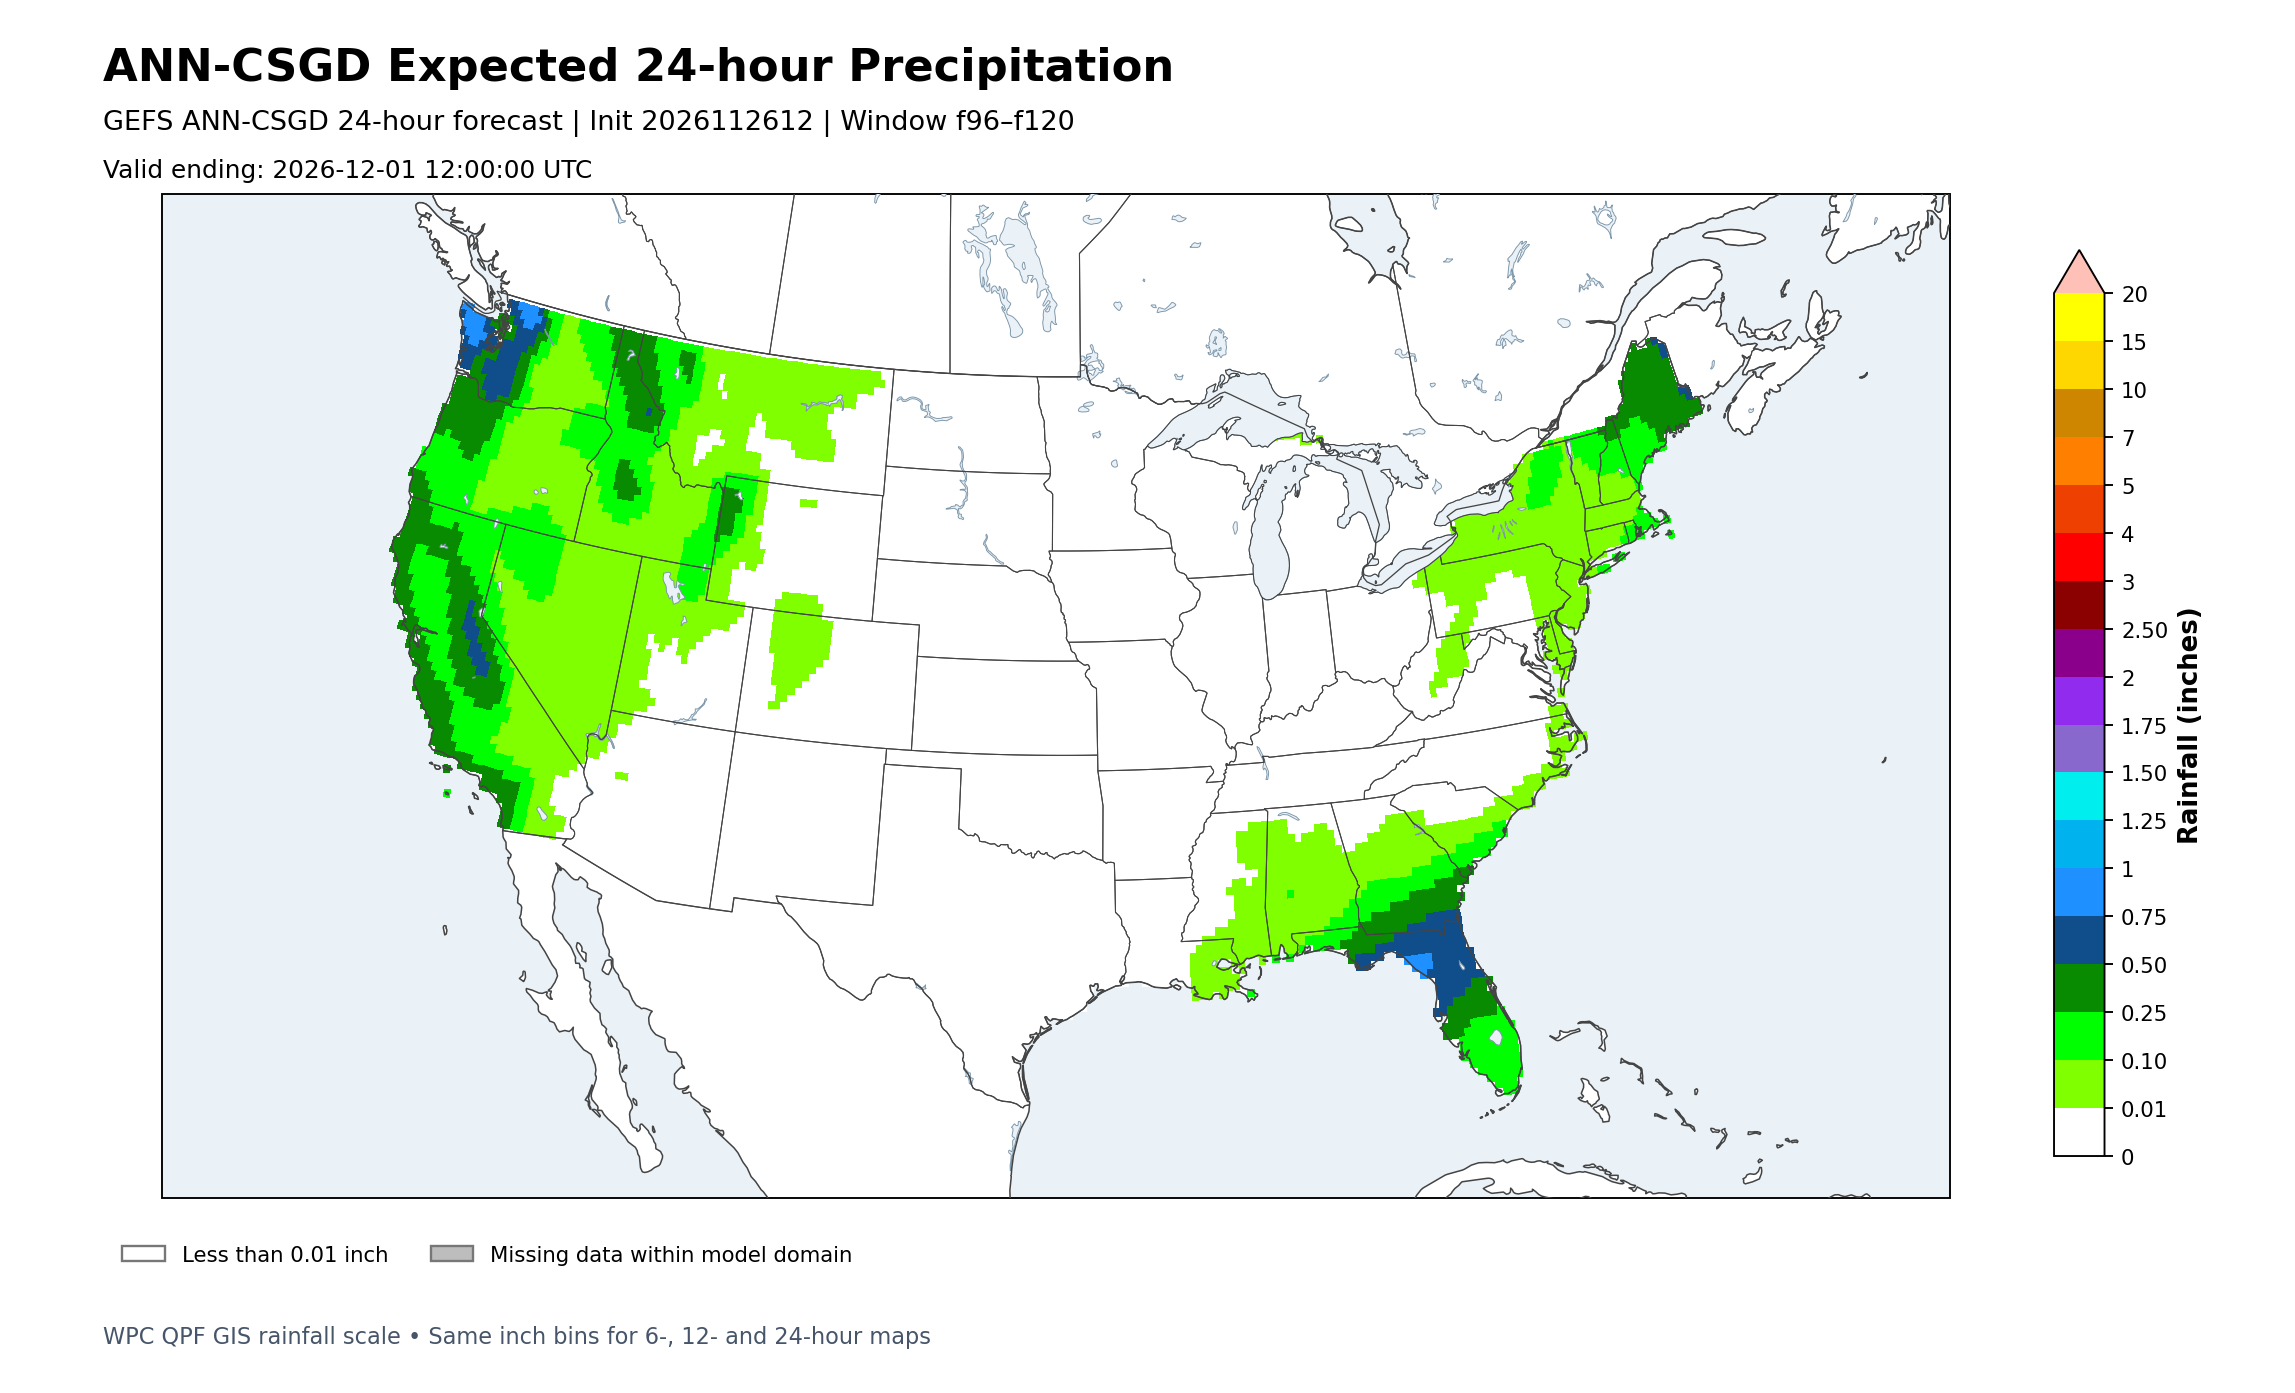 ANN-CSGD Expected 24-hour Precipitation
GEFS ANN-CSGD 24-hour forecast | Init 2026112612 | Window f96–f120
Valid ending: 2026-12-01 12:00:00 UTC
20
15
10
7
5
4
3
2.50
2
1.75
1.50
1.25
1
0.75
0.50
0.25
0.10
0.01
0
Rainfall (inches)
Less than 0.01 inch
Missing data within model domain
WPC QPF GIS rainfall scale • Same inch bins for 6-, 12- and 24-hour maps